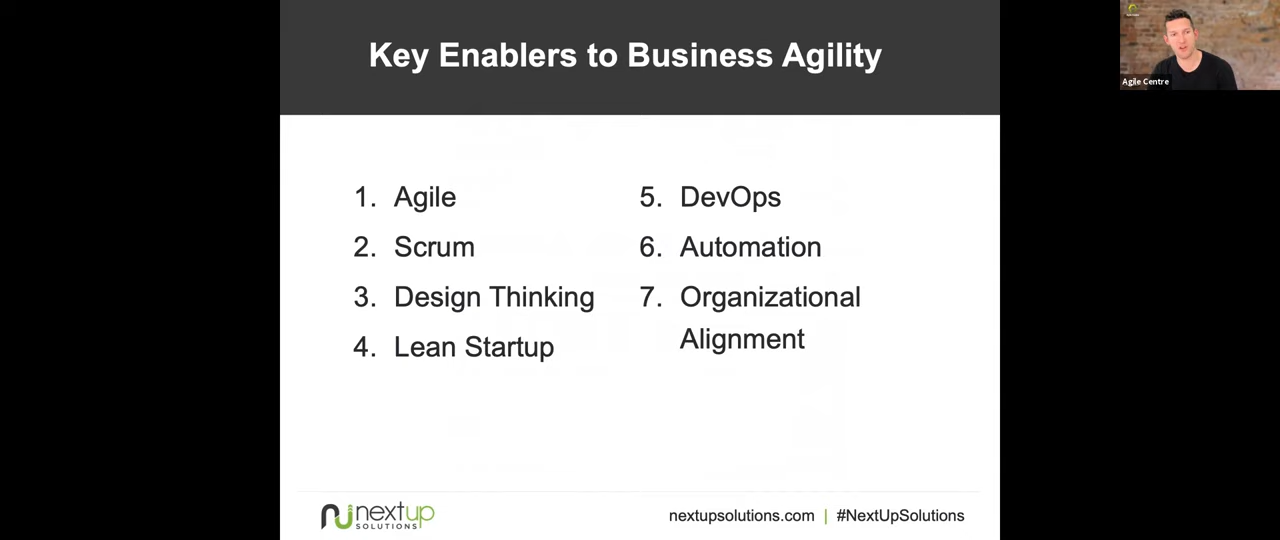 Key Enablers to Business Agility
Agile Centre
1. Agile
2. Scrum
3. Design Thinking
4. Lean Startup
5. DevOps
6. Automation
7. Organizational
Alignment
nextup
SOLUTIONS
nextupsolutions.com | #NextUpSolutions